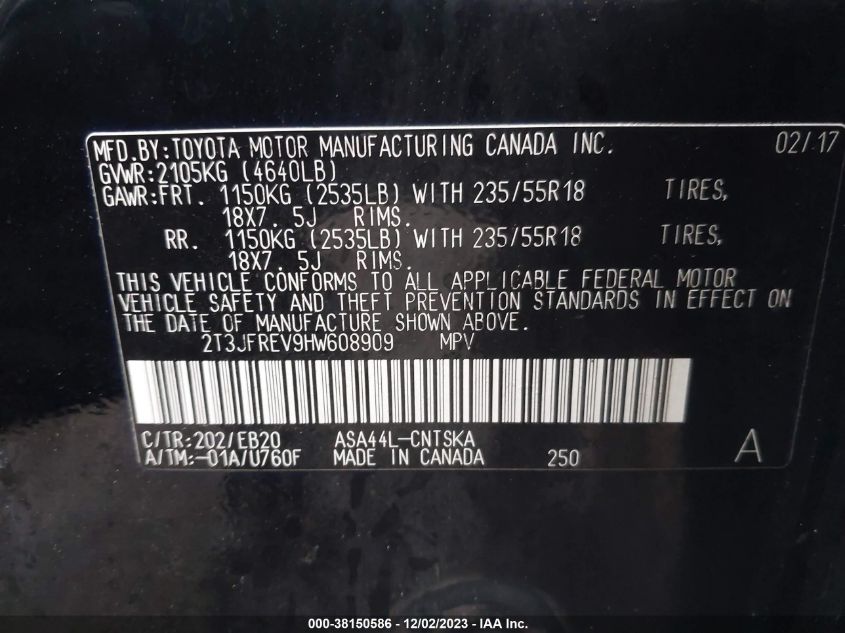 MFD.BY:TOYOTA MOTOR MANUFACTURING CANADA INC. 02/17
GVWR:2105KG (4640LB)
GAWR:FRT. 1150KG (2535LB) WITH 235/55R18 TIRES,
18X7. 5J RIMS.
RR. 1150KG (2535LB) WITH 235/55R18 TIRES,
18X7. 5J RIMS.
THIS VEHICLE CONFORMS TO ALL APPLICABLE FEDERAL MOTOR
VEHICLE SAFETY AND THEFT PREVENTION STANDARDS IN EFFECT ON
THE DATE OF MANUFACTURE SHOWN ABOVE.
2T3JFREV9HW608909 MPV
C/TR:202/EB20 ASA44L-CNTSKA
A/TM:-01A/U760F MADE IN CANADA 250 A
000-38150586 - 12/02/2023 - IAA Inc.